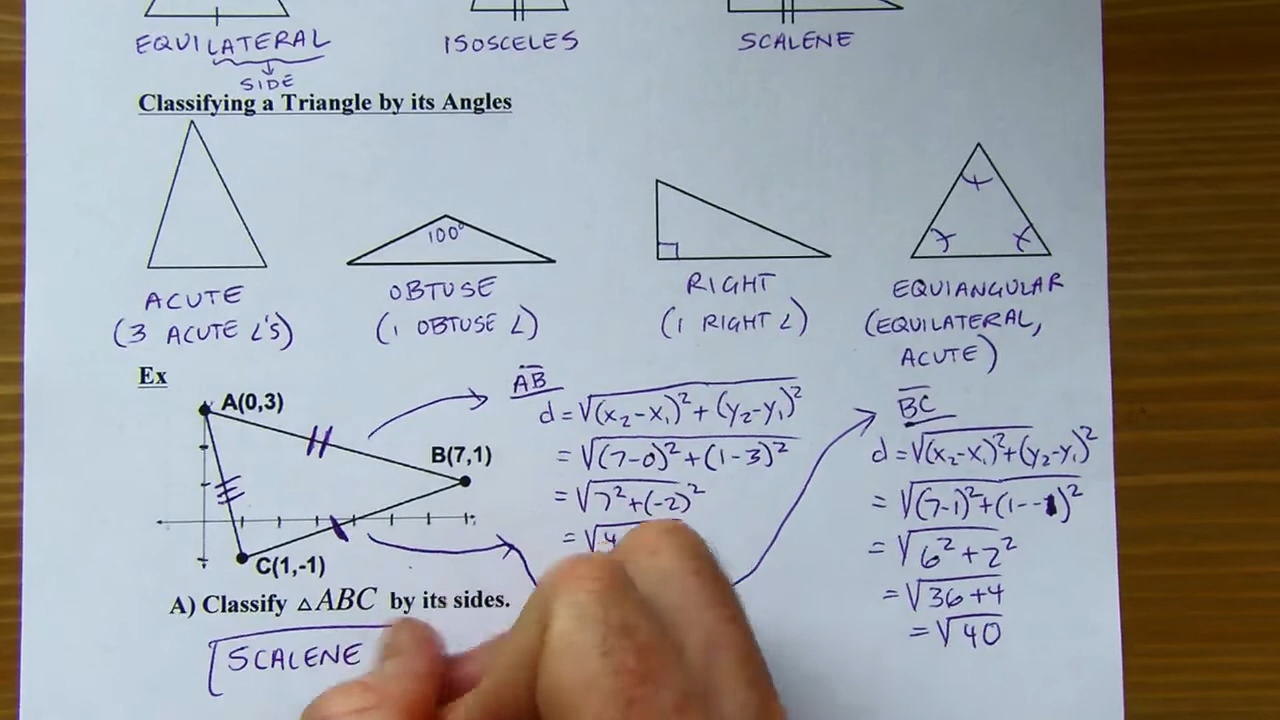 EQUILATERAL
SIDE
ISOSCELES
SCALENE
Classifying a Triangle by its Angles
100°
ACUTE
(3 ACUTE ∠'S)
OBTUSE
(1 OBTUSE ∠)
RIGHT
(1 RIGHT ∠)
EQUIANGULAR
(EQUILATERAL,
ACUTE)
Ex
A(0,3)
B(7,1)
C(1,-1)
AB
d = √(x₂-x₁)² + (y₂-y₁)²
= √(7-0)² + (1-3)²
= √7² + (-2)²
= √4
BC
d = √(x₂-x₁)² + (y₂-y₁)²
= √(7-1)² + (1--1)²
= √6² + 2²
= √36+4
= √40
A) Classify △ABC by its sides.
SCALENE